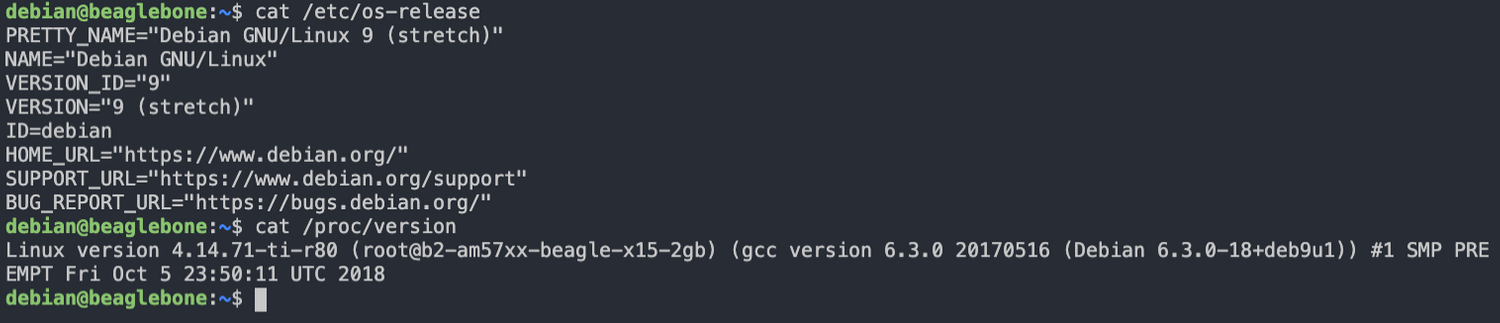 debian@beaglebone:~$ cat /etc/os-release
PRETTY_NAME="Debian GNU/Linux 9 (stretch)"
NAME="Debian GNU/Linux"
VERSION_ID="9"
VERSION="9 (stretch)"
ID=debian
HOME_URL="https://www.debian.org/"
SUPPORT_URL="https://www.debian.org/support"
BUG_REPORT_URL="https://bugs.debian.org/"
debian@beaglebone:~$ cat /proc/version
Linux version 4.14.71-ti-r80 (root@b2-am57xx-beagle-x15-2gb) (gcc version 6.3.0 20170516 (Debian 6.3.0-18+deb9u1)) #1 SMP PRE
EMPT Fri Oct 5 23:50:11 UTC 2018
debian@beaglebone:~$